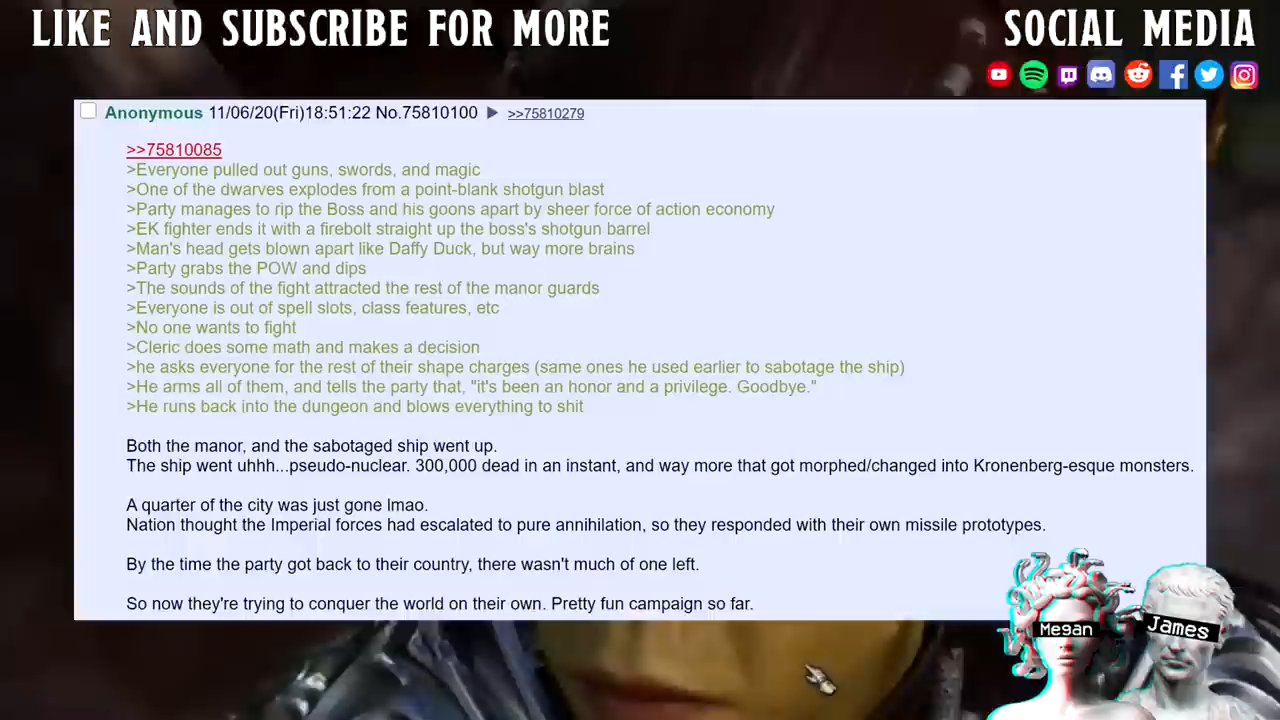 LIKE AND SUBSCRIBE FOR MORE
SOCIAL MEDIA
Anonymous 11/06/20(Fri)18:51:22 No.75810100 ▶ >>75810279
>>75810085
>Everyone pulled out guns, swords, and magic
>One of the dwarves explodes from a point-blank shotgun blast
>Party manages to rip the Boss and his goons apart by sheer force of action economy
>EK fighter ends it with a firebolt straight up the boss's shotgun barrel
>Man's head gets blown apart like Daffy Duck, but way more brains
>Party grabs the POW and dips
>The sounds of the fight attracted the rest of the manor guards
>Everyone is out of spell slots, class features, etc
>No one wants to fight
>Cleric does some math and makes a decision
>he asks everyone for the rest of their shape charges (same ones he used earlier to sabotage the ship)
>He arms all of them, and tells the party that, "it's been an honor and a privilege. Goodbye."
>He runs back into the dungeon and blows everything to shit
Both the manor, and the sabotaged ship went up.
The ship went uhhh...pseudo-nuclear. 300,000 dead in an instant, and way more that got morphed/changed into Kronenberg-esque monsters.
A quarter of the city was just gone lmao.
Nation thought the Imperial forces had escalated to pure annihilation, so they responded with their own missile prototypes.
By the time the party got back to their country, there wasn't much of one left.
So now they're trying to conquer the world on their own. Pretty fun campaign so far.
Megan
James